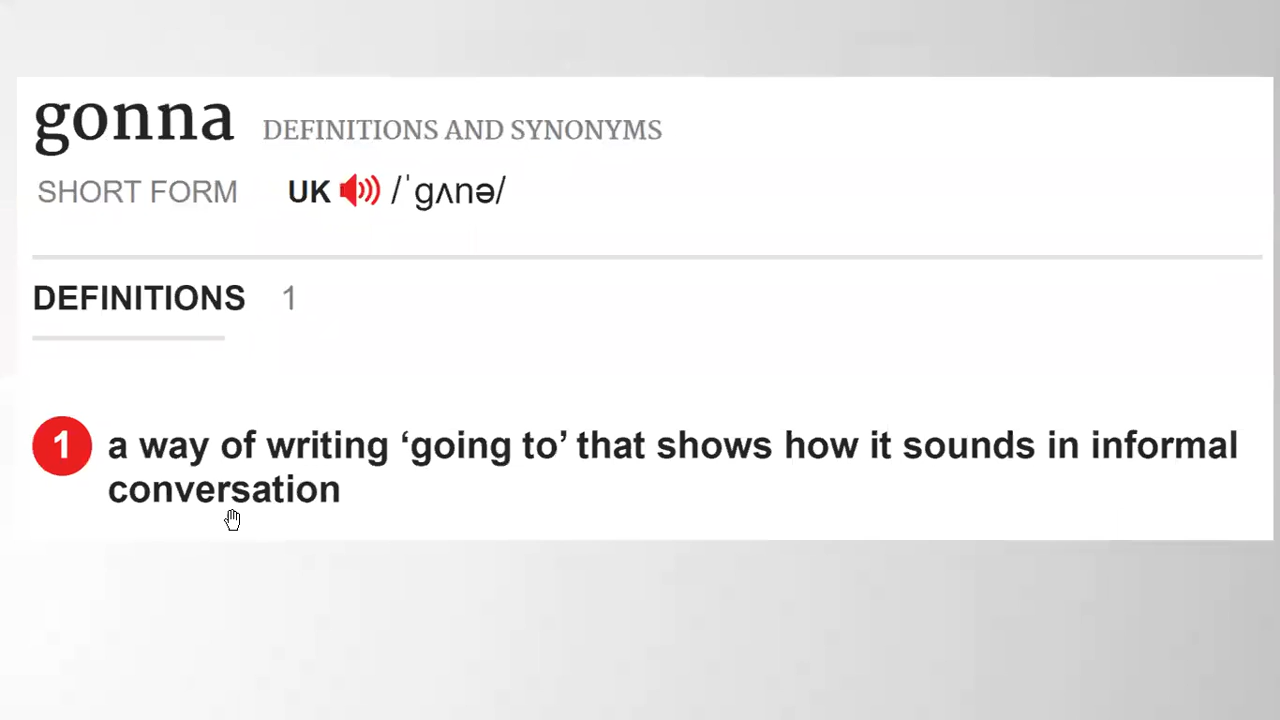 gonna DEFINITIONS AND SYNONYMS
SHORT FORM UK /ˈɡʌnə/
DEFINITIONS 1
1 a way of writing ‘going to’ that shows how it sounds in informal
conversation